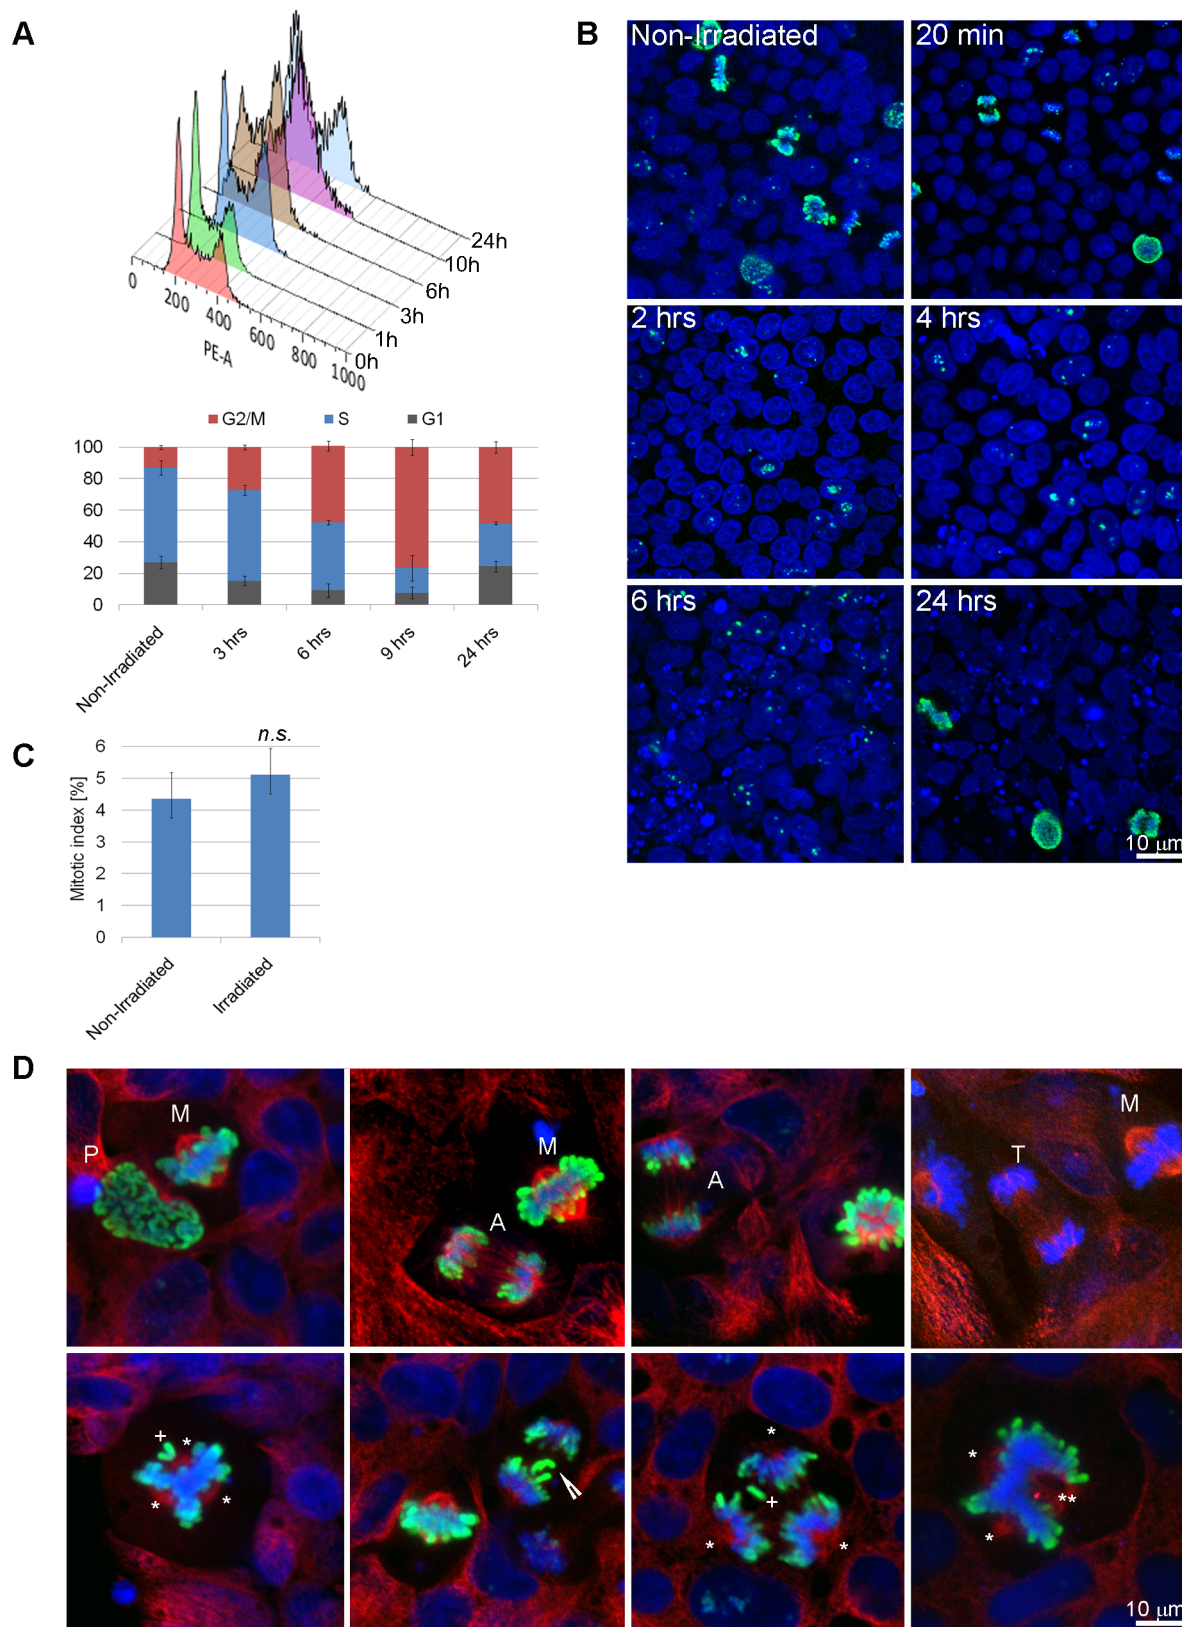 A
0
200
400
600
800
1000
PE-A
0h
1h
3h
6h
10h
24h
G2/M
S
G1
100
80
60
40
20
0
Non-Irradiated
3 hrs
6 hrs
9 hrs
24 hrs
B
Non-Irradiated
20 min
2 hrs
4 hrs
6 hrs
24 hrs
10 μm
C
n.s.
Mitotic index [%]
6
5
4
3
2
1
0
Non-Irradiated
Irradiated
D
P
M
A
M
A
T
M
+
*
*
*
*
+
*
*
*
**
*
10 μm